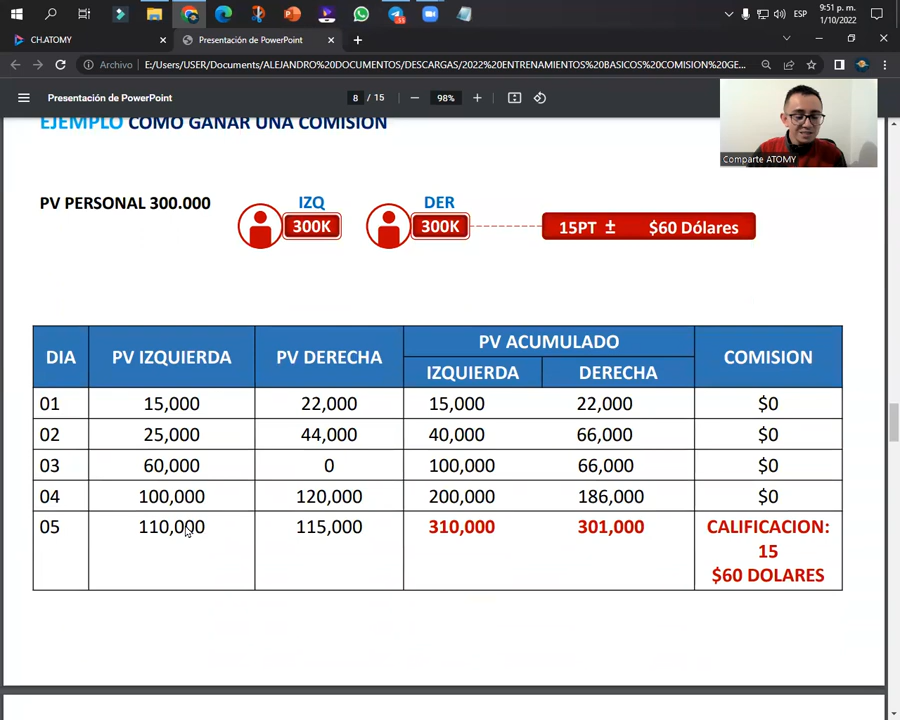 9:51 p. m.
ESP
1/10/2022
CH.ATOMY
Presentación de PowerPoint
Archivo
E:/Users/USER/Documents/ALEJANDRO%20DOCUMENTOS/DESCARGAS/2022%20ENTRENAMIENTOS%20BASICOS%20COMISION%20GE...
Presentación de PowerPoint
8 / 15
98%
Comparte ATOMY
EJEMPLO COMO GANAR UNA COMISION
PV PERSONAL 300.000
IZQ
300K
DER
300K
15PT ± $60 Dólares
DIA PV IZQUIERDA PV DERECHA PV ACUMULADO COMISION
IZQUIERDA DERECHA
01 15,000 22,000 15,000 22,000 $0
02 25,000 44,000 40,000 66,000 $0
03 60,000 0 100,000 66,000 $0
04 100,000 120,000 200,000 186,000 $0
05 110,000 115,000 310,000 301,000 CALIFICACION:
15
$60 DOLARES